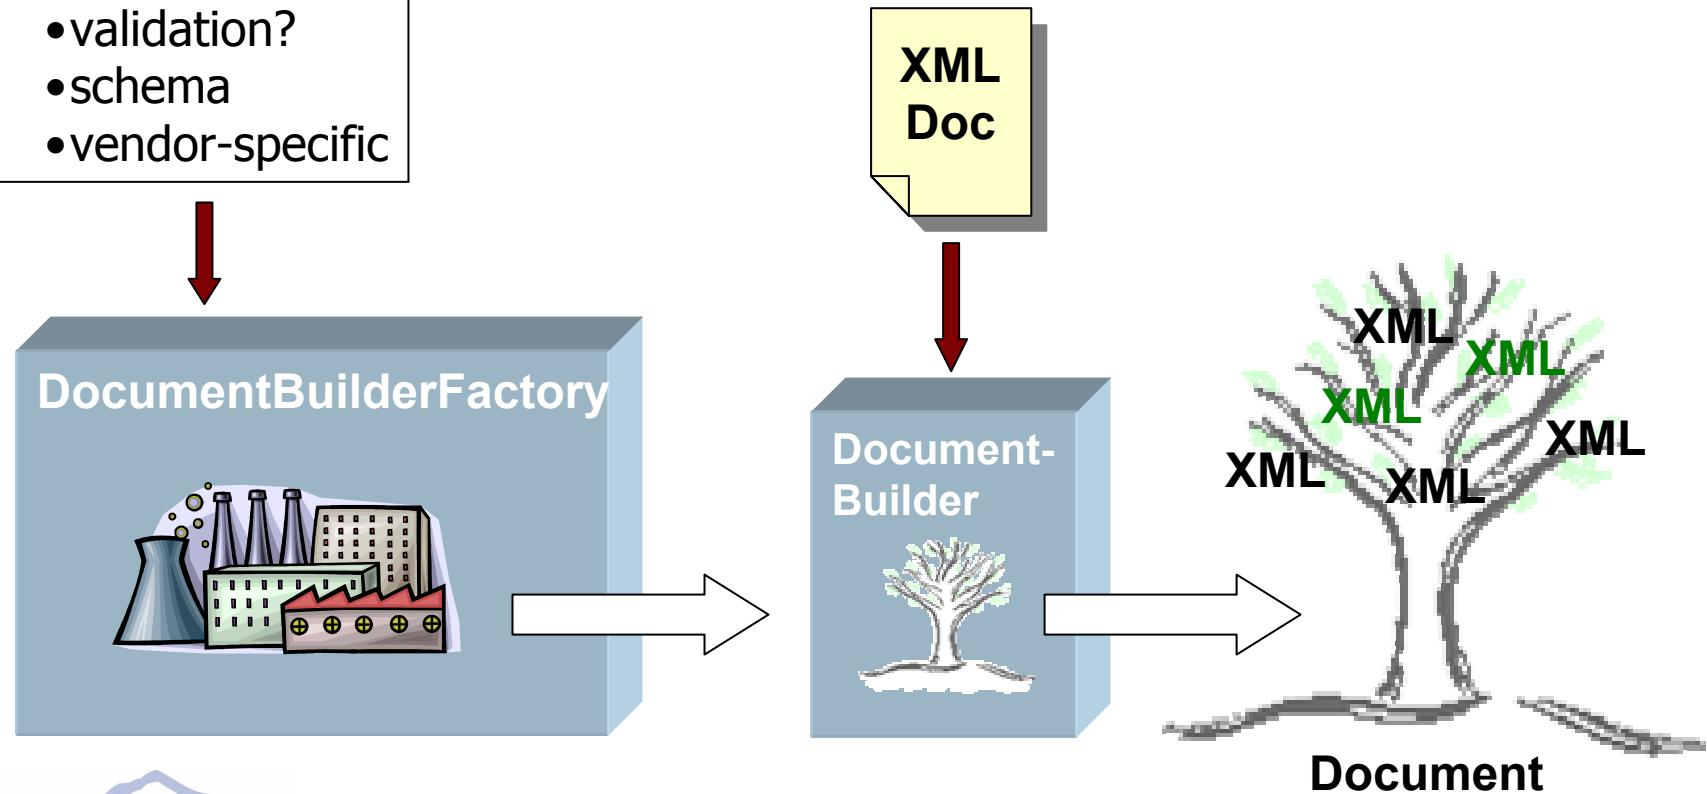 •validation?
•schema
•vendor-specific
XML
Doc
DocumentBuilderFactory
Document-
Builder
XML
XML
XML
XML
XML
XML
Document